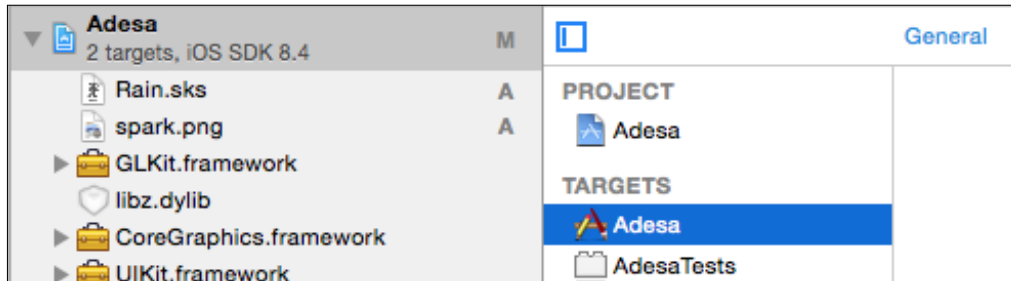 Adesa
2 targets, iOS SDK 8.4
M
Rain.sks
A
spark.png
A
GLKit.framework
libz.dylib
CoreGraphics.framework
UIKit.framework
General
PROJECT
Adesa
TARGETS
Adesa
AdesaTests